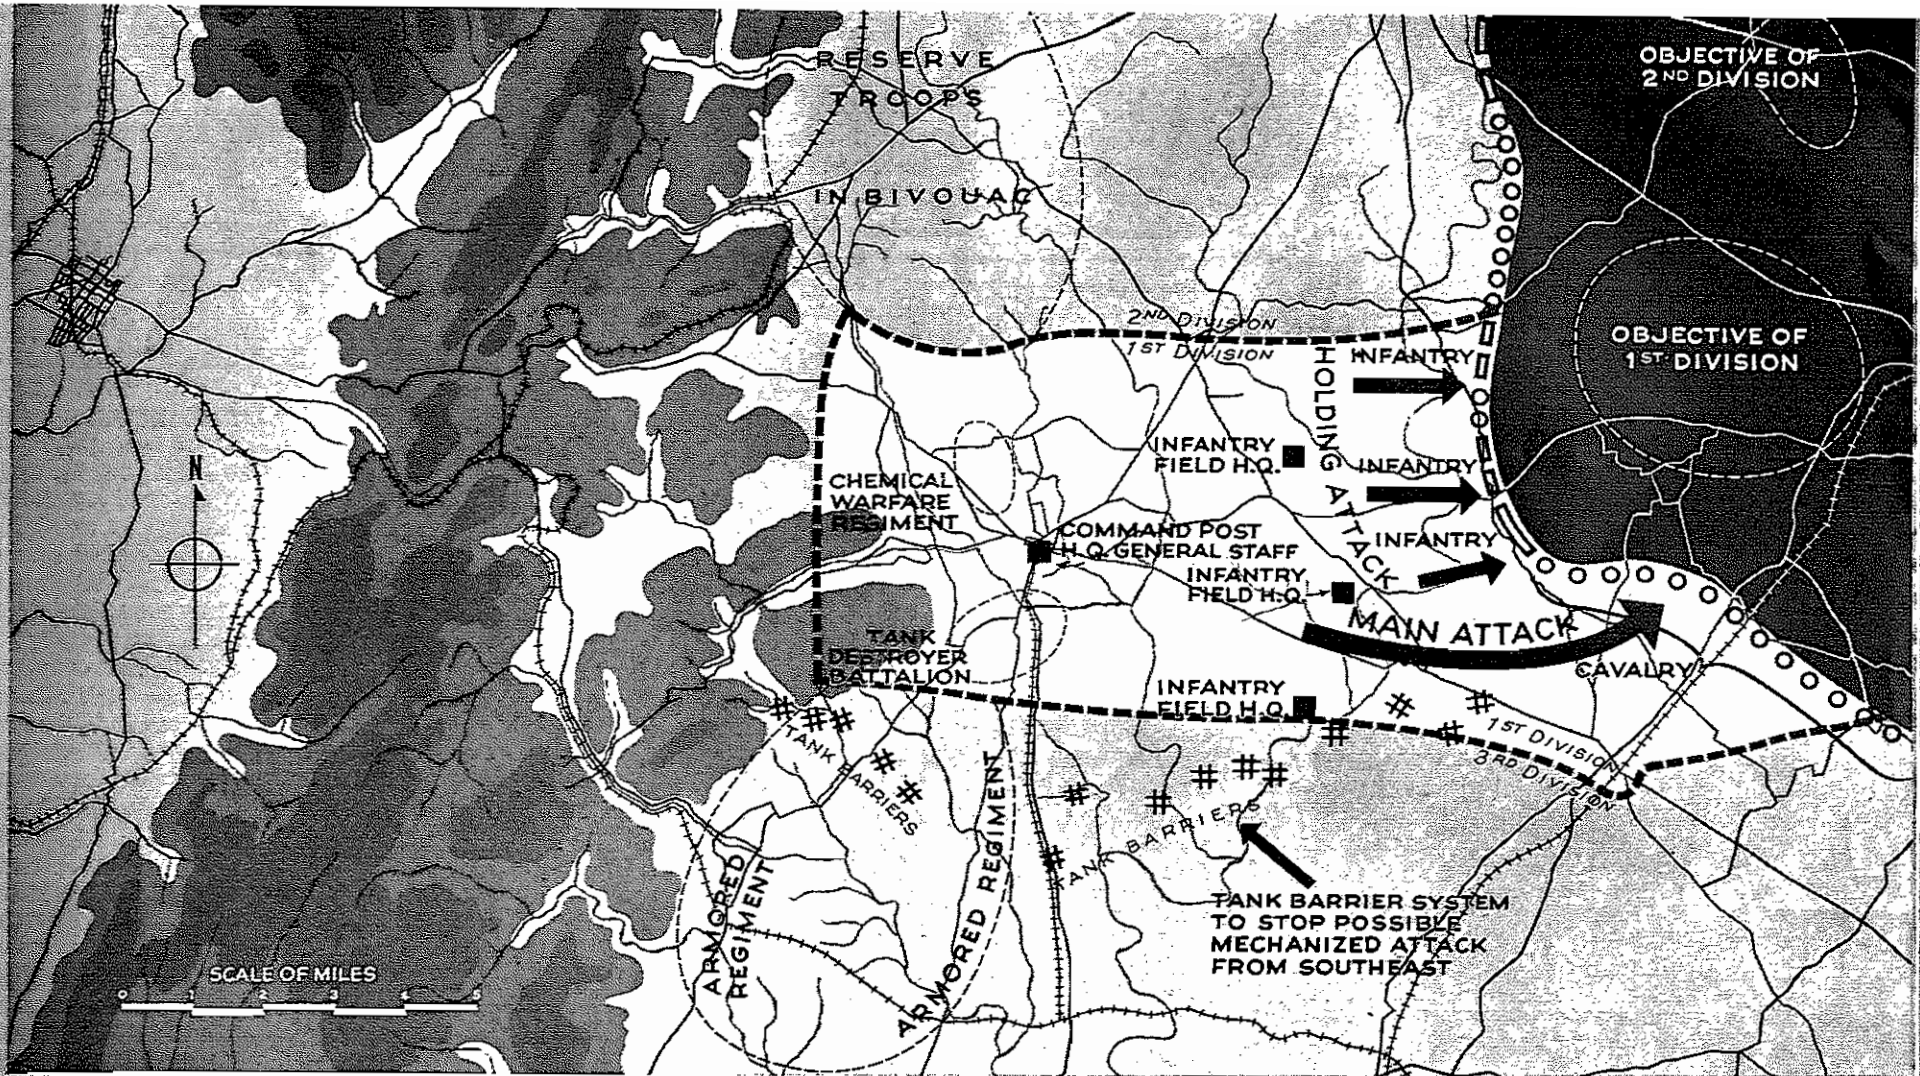 RESERVE
TROOPS
IN BIVOUAC
OBJECTIVE OF
2ND DIVISION
OBJECTIVE OF
1ST DIVISION
2ND DIVISION
1ST DIVISION
HOLDING ATTACK
INFANTRY
INFANTRY
INFANTRY
INFANTRY
FIELD H.Q.
CHEMICAL
WARFARE
REGIMENT
COMMAND POST
H.Q. GENERAL STAFF
INFANTRY
FIELD H.Q.
MAIN ATTACK
CAVALRY
TANK
DESTROYER
BATTALION
INFANTRY
FIELD H.Q.
1ST DIVISION
3RD DIVISION
TANK BARRIERS
TANK BARRIERS
ARMORED
REGIMENT
ARMORED REGIMENT
TANK BARRIER SYSTEM
TO STOP POSSIBLE
MECHANIZED ATTACK
FROM SOUTHEAST
N
SCALE OF MILES
0 1 2 3 4 5